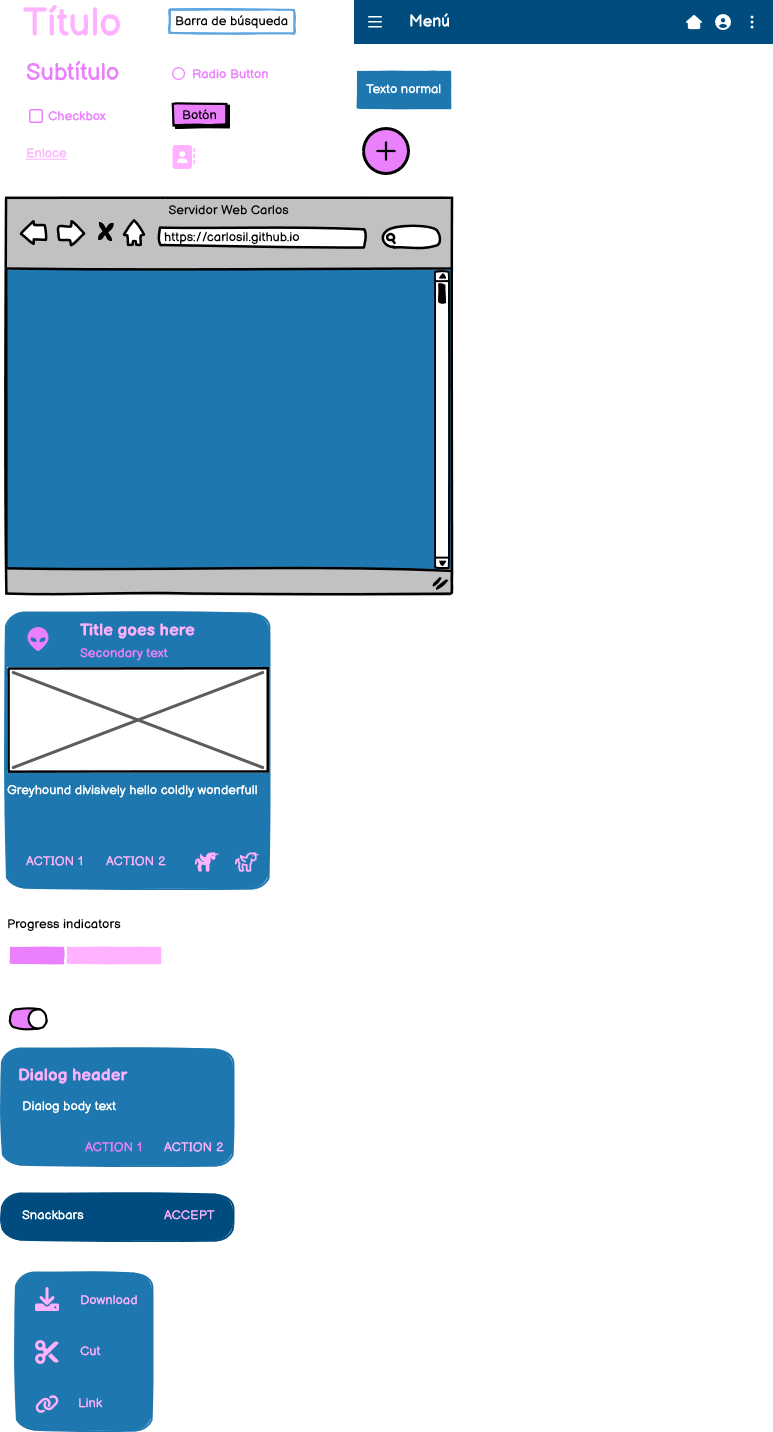 Título
Barra de búsqueda
Menú
Subtítulo
Radio Button
Texto normal
Checkbox
Botón
Enlace
Servidor Web Carlos
https://carlosil.github.io
Title goes here
Secondary text
Greyhound divisively hello coldly wonderfull
ACTION 1
ACTION 2
Progress indicators
Dialog header
Dialog body text
ACTION 1
ACTION 2
Snackbars
ACCEPT
Download
Cut
Link